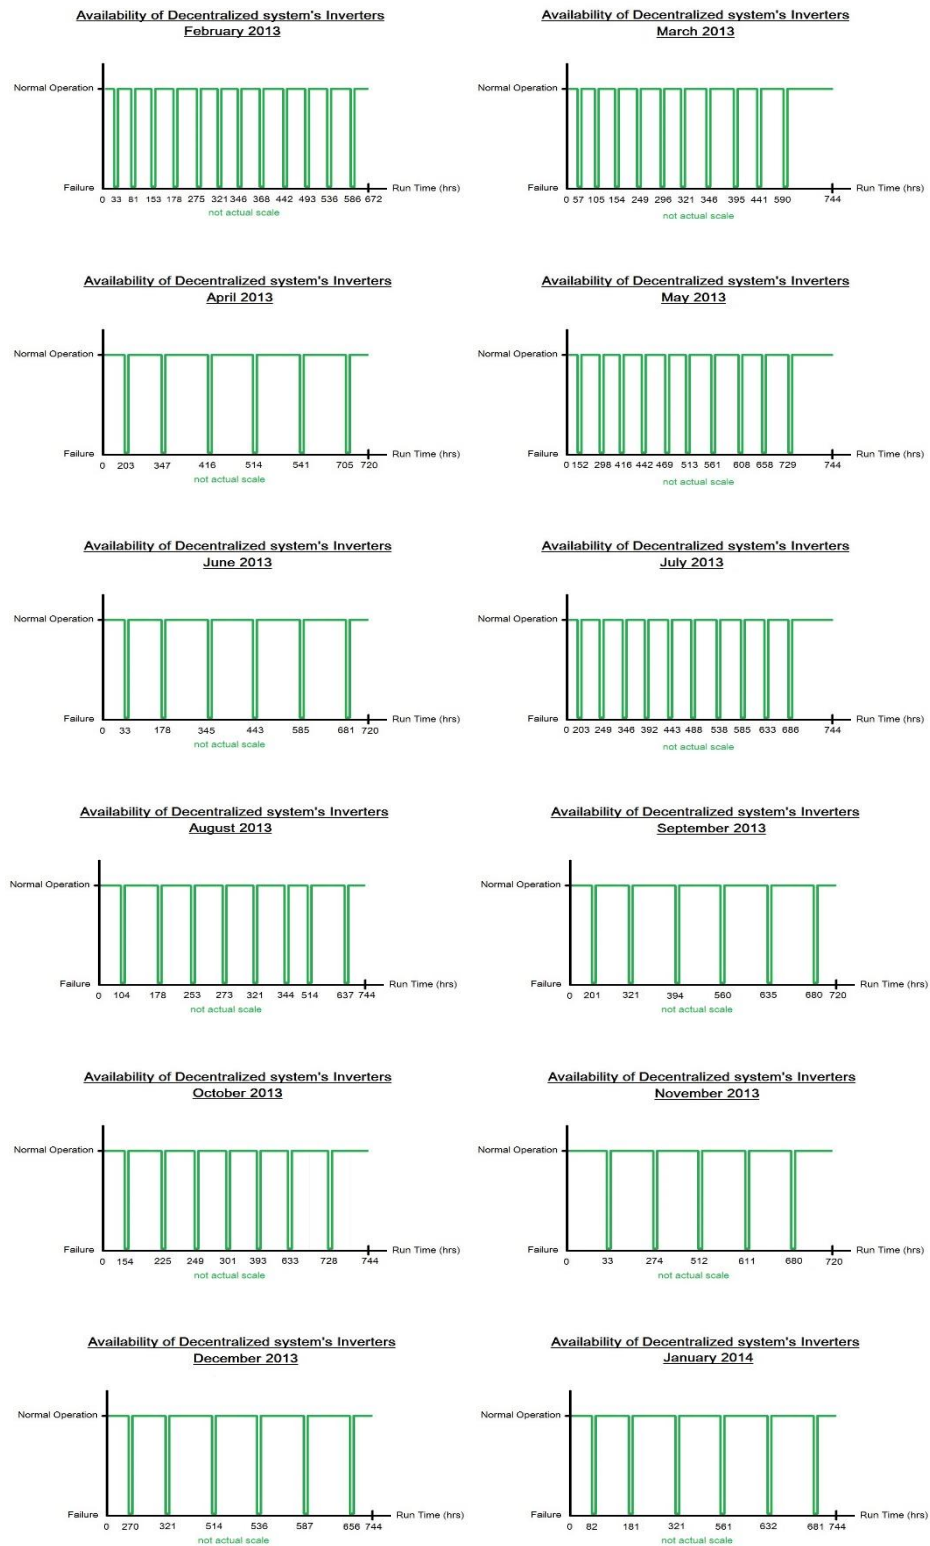 Availability of Decentralized system's Inverters
February 2013
Normal Operation
Failure
Run Time (hrs)
0 33 81 153 178 275 321 346 368 442 493 536 586 672
not actual scale
Availability of Decentralized system's Inverters
March 2013
Normal Operation
Failure
Run Time (hrs)
0 57 105 154 249 296 321 346 395 441 590 744
not actual scale
Availability of Decentralized system's Inverters
April 2013
Normal Operation
Failure
Run Time (hrs)
0 203 347 416 514 541 705 720
not actual scale
Availability of Decentralized system's Inverters
May 2013
Normal Operation
Failure
Run Time (hrs)
0 152 298 416 442 469 513 561 608 658 729 744
not actual scale
Availability of Decentralized system's Inverters
June 2013
Normal Operation
Failure
Run Time (hrs)
0 33 178 345 443 585 681 720
not actual scale
Availability of Decentralized system's Inverters
July 2013
Normal Operation
Failure
Run Time (hrs)
0 203 249 346 392 443 488 538 585 633 686 744
not actual scale
Availability of Decentralized system's Inverters
August 2013
Normal Operation
Failure
Run Time (hrs)
0 104 178 253 273 321 344 514 637 744
not actual scale
Availability of Decentralized system's Inverters
September 2013
Normal Operation
Failure
Run Time (hrs)
0 201 321 394 560 635 680 720
not actual scale
Availability of Decentralized system's Inverters
October 2013
Normal Operation
Failure
Run Time (hrs)
0 154 225 249 301 393 633 728 744
not actual scale
Availability of Decentralized system's Inverters
November 2013
Normal Operation
Failure
Run Time (hrs)
0 33 274 512 611 680 720
not actual scale
Availability of Decentralized system's Inverters
December 2013
Normal Operation
Failure
Run Time (hrs)
0 270 321 514 536 587 656 744
not actual scale
Availability of Decentralized system's Inverters
January 2014
Normal Operation
Failure
Run Time (hrs)
0 82 181 321 561 632 681 744
not actual scale